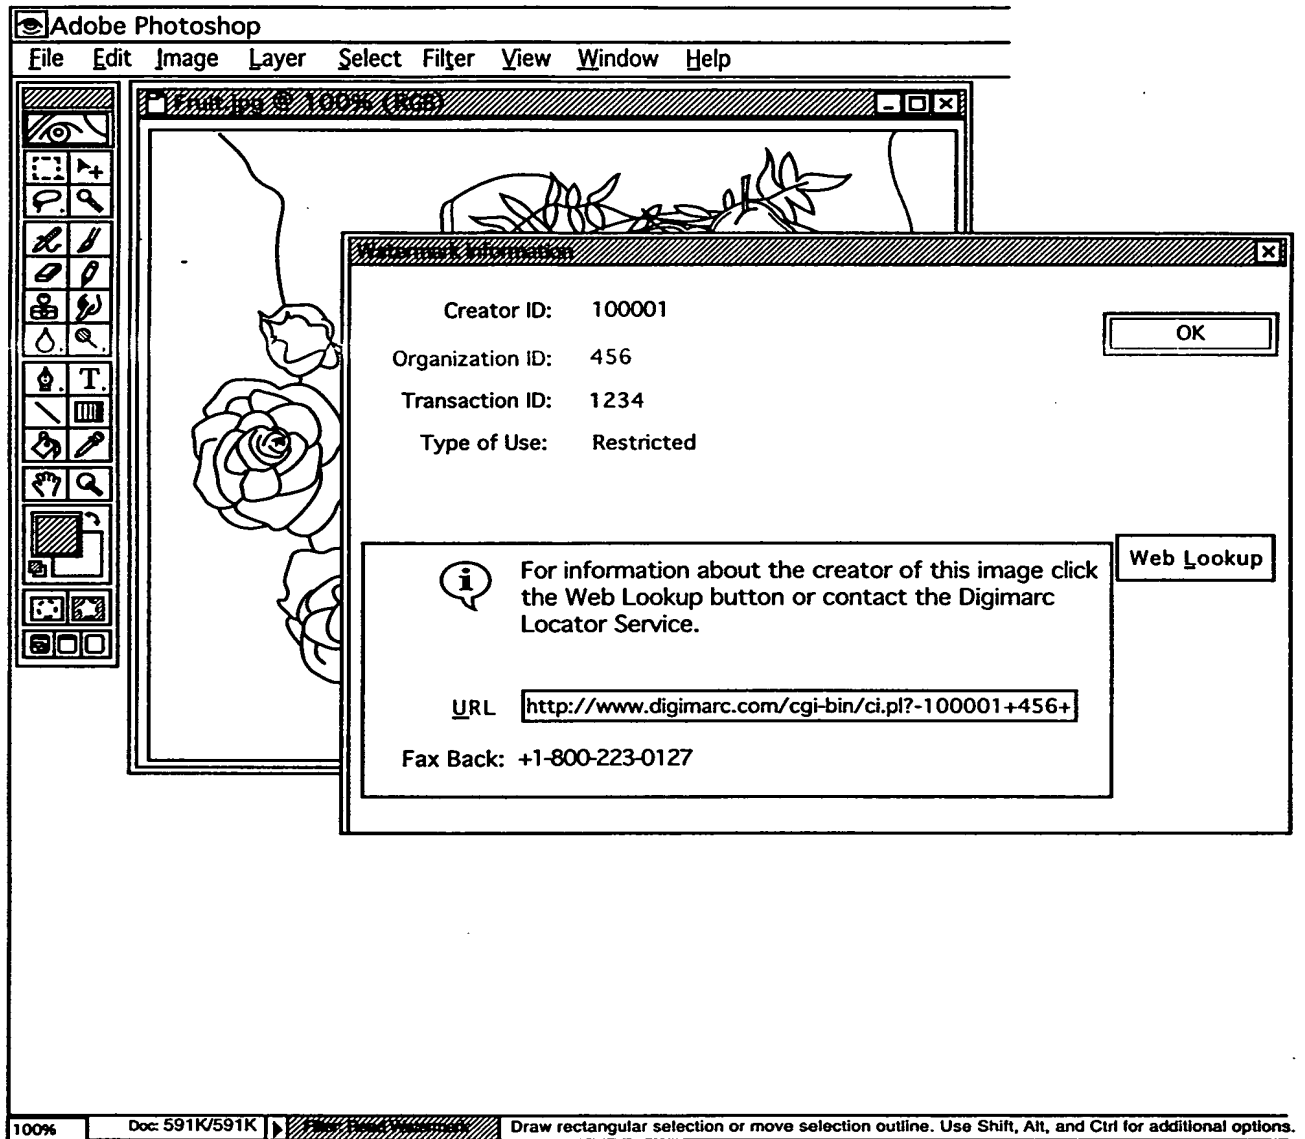 Adobe Photoshop
File Edit Image Layer Select Filter View Window Help
Fruit.jpg @ 100% (RGB)
Watermark Information
Creator ID: 100001
OK
Organization ID: 456
Transaction ID: 1234
Type of Use: Restricted
T
Web Lookup
For information about the creator of this image click
the Web Lookup button or contact the Digimarc
Locator Service.
URL http://www.digimarc.com/cgi-bin/ci.pl?-100001+456+
Fax Back: +1-800-223-0127
100% Doc: 591K/591K Filter: Read Watermark Draw rectangular selection or move selection outline. Use Shift, Alt, and Ctrl for additional options.